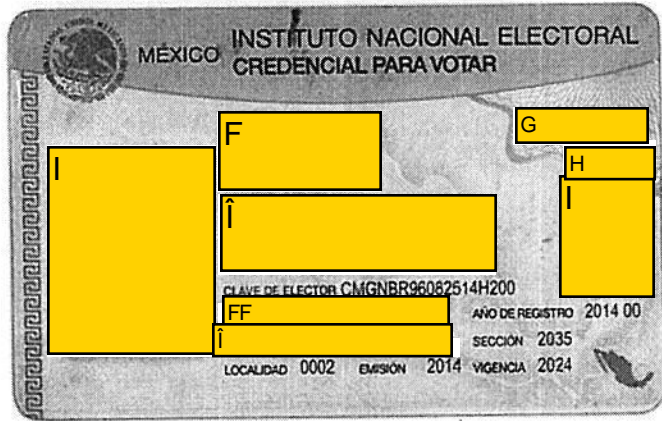 MÉXICO INSTITUTO NACIONAL ELECTORAL
CREDENCIAL PARA VOTAR
F
G
I
H
I
Î
CLAVE DE ELECTOR CMGNBR96082514H200
FF
AÑO DE REGISTRO 2014 00
Î
SECCIÓN 2035
LOCALIDAD 0002 EMISIÓN 2014 VIGENCIA 2024